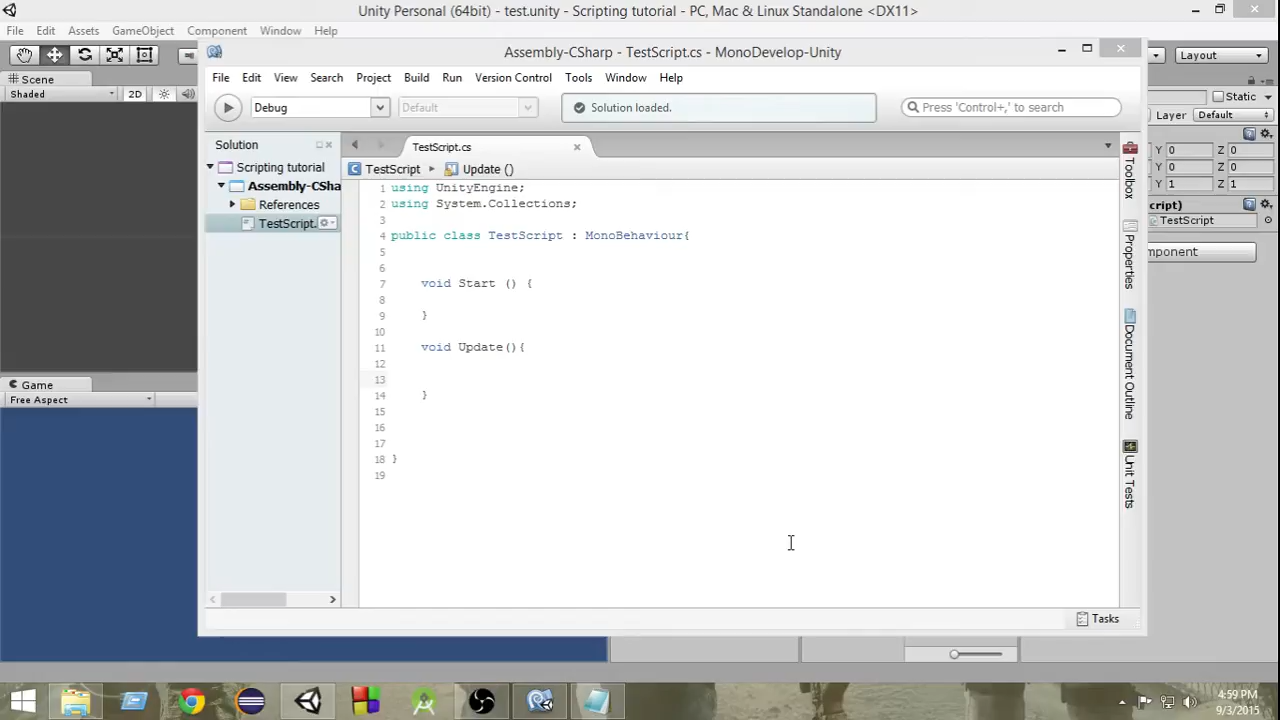 Unity Personal (64bit) - test.unity - Scripting tutorial - PC, Mac & Linux Standalone <DX11>
File Edit Assets GameObject Component Window Help
Assembly-CSharp - TestScript.cs - MonoDevelop-Unity
Layout
Scene
Shaded 2D
File Edit View Search Project Build Run Version Control Tools Window Help
Static
Debug Default Solution loaded. Press 'Control+,' to search
Layer Default
Solution TestScript.cs
Y 0 Z 0
Scripting tutorial TestScript Update ()
Y 0 Z 0
Assembly-CShar
Y 1 Z 1
References
cript)
TestScript.
TestScript
mponent
1 using UnityEngine;
2 using System.Collections;
3
4 public class TestScript : MonoBehaviour{
5
6
7 void Start () {
8
9 }
10
11 void Update(){
12
13
14 }
15
16
17
18 }
19
Toolbox
Properties
Document Outline
Unit Tests
Game
Free Aspect
Tasks
4:59 PM
9/3/2015